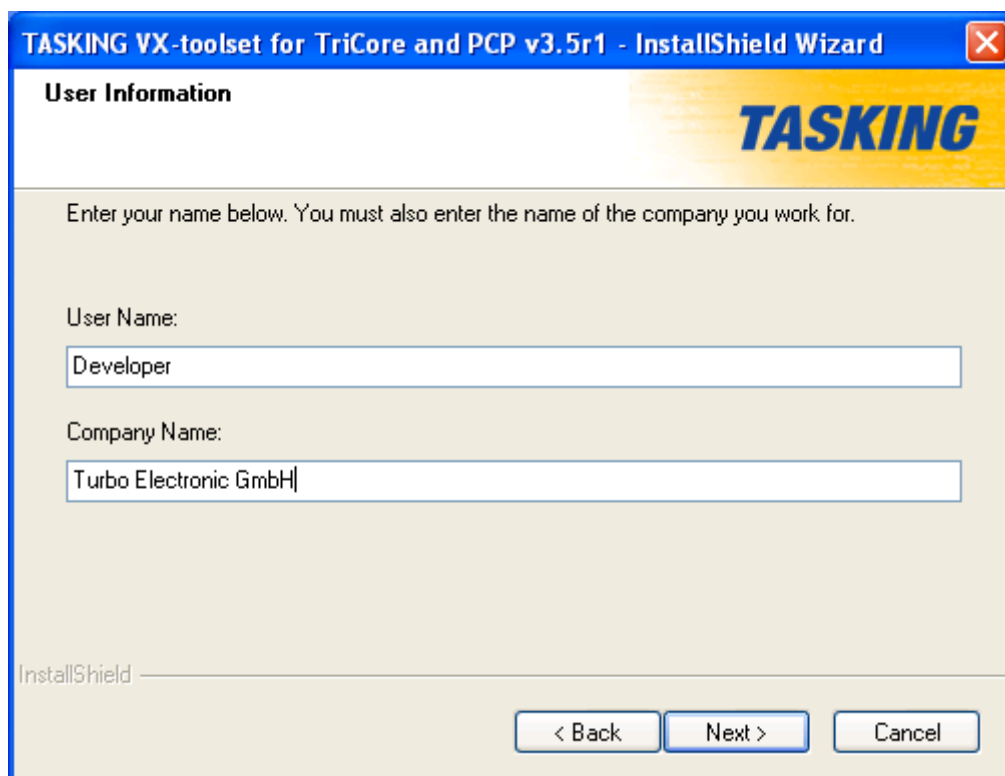 TASKING VX-toolset for TriCore and PCP v3.5r1 - InstallShield Wizard
User Information
TASKING
Enter your name below. You must also enter the name of the company you work for.
User Name:
Developer
Company Name:
Turbo Electronic GmbH
InstallShield
< Back
Next >
Cancel